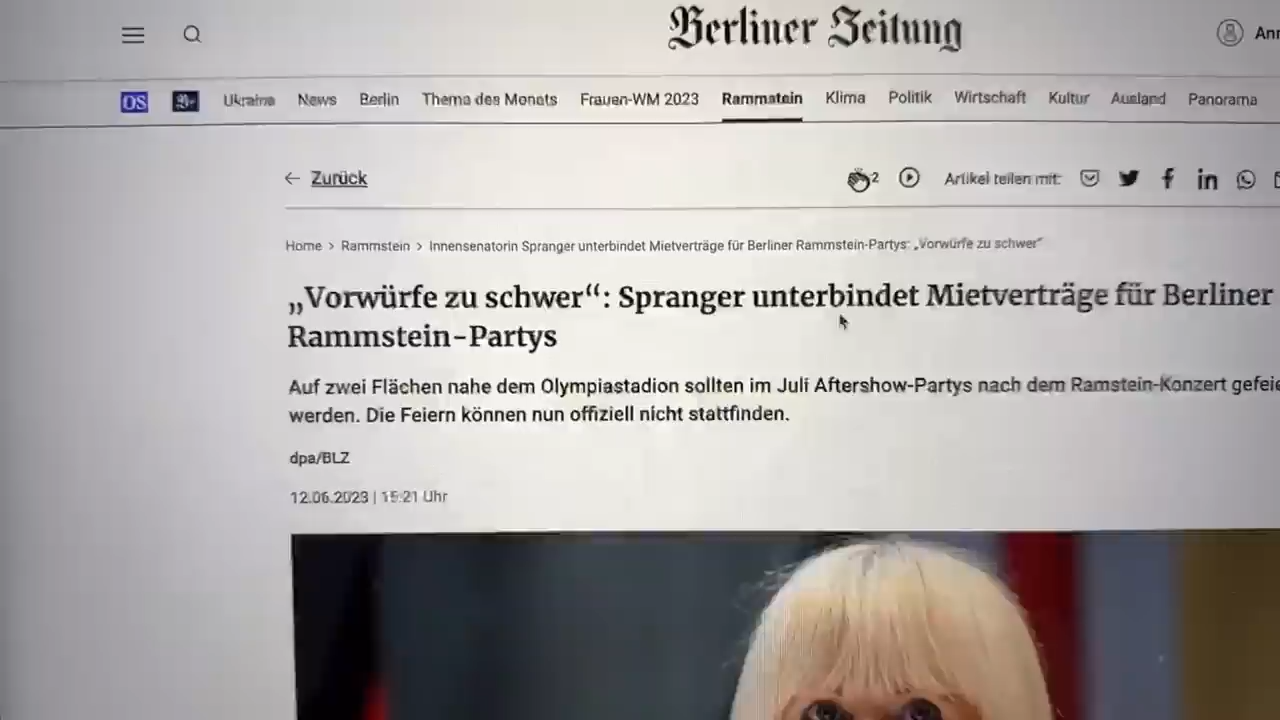 Berliner Zeitung
OS
Ukraine News Berlin Thema des Monats Frauen-WM 2023 Rammstein Klima Politik Wirtschaft Kultur Ausland Panorama
← Zurück
2 Artikel teilen mit:
Home > Rammstein > Innensenatorin Spranger unterbindet Mietverträge für Berliner Rammstein-Partys: „Vorwürfe zu schwer“
„Vorwürfe zu schwer“: Spranger unterbindet Mietverträge für Berliner
Rammstein-Partys
Auf zwei Flächen nahe dem Olympiastadion sollten im Juli Aftershow-Partys nach dem Ramstein-Konzert gefeie
werden. Die Feiern können nun offiziell nicht stattfinden.
dpa/BLZ
12.06.2023 | 15:21 Uhr